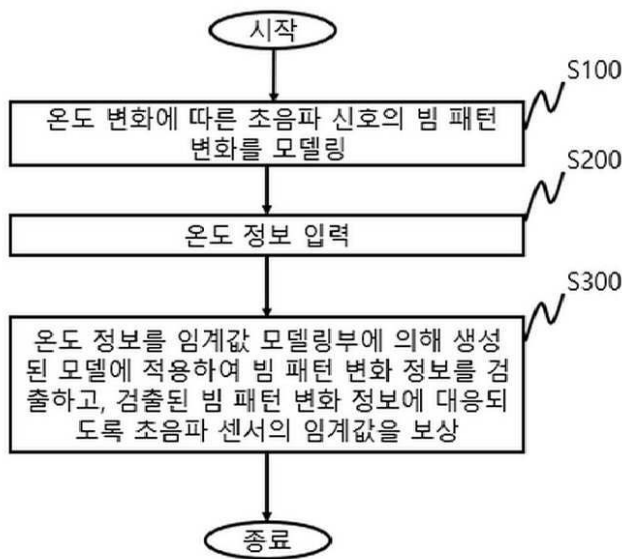 시작
S100
온도 변화에 따른 초음파 신호의 빔 패턴
변화를 모델링
S200
온도 정보 입력
S300
온도 정보를 임계값 모델링부에 의해 생성
된 모델에 적용하여 빔 패턴 변화 정보를 검
출하고, 검출된 빔 패턴 변화 정보에 대응되
도록 초음파 센서의 임계값을 보상
종료